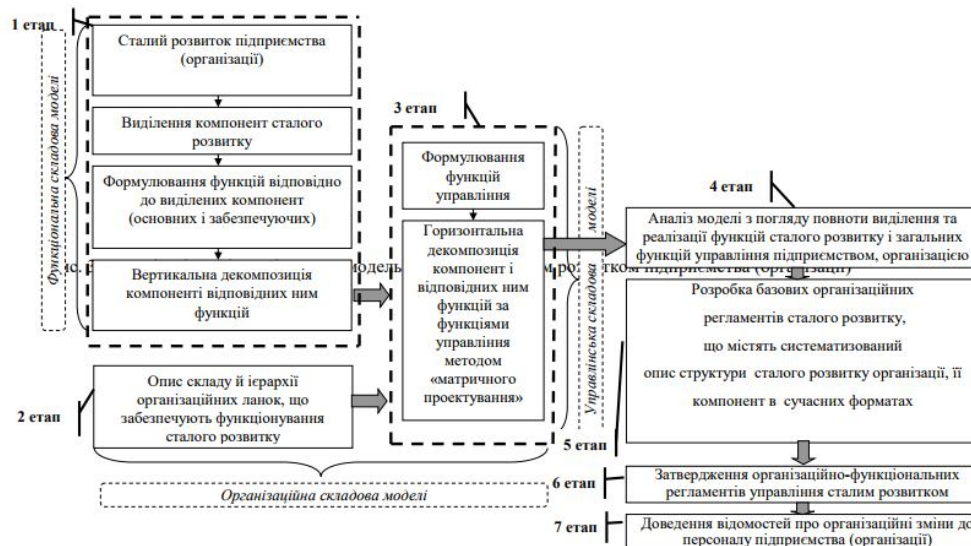 1 етап
Функціональна складова моделі
Сталий розвиток підприємства
(організації)
Виділення компонент сталого
розвитку
Формулювання функцій відповідно
до виділених компонент
(основних і забезпечуючих)
Вертикальна декомпозиція
компоненті відповідних ним
функцій
2 етап
Опис складу й ієрархії
організаційних ланок, що
забезпечують функціонування
сталого розвитку
Організаційна складова моделі
3 етап
Формулювання
функцій
управління
Горизонтальна
декомпозиція
компонент і
відповідних ним
функцій за
функціями
управління
методом
«матричного
проектування»
Управлінська складова моделі
4 етап
Аналіз моделі з погляду повноти виділення та
реалізації функцій сталого розвитку і загальних
функцій управління підприємством, організацією
ис. модель м розвитком підприємства (організації)
5 етап
Розробка базових організаційних
регламентів сталого розвитку,
що містять систематизований
опис структури сталого розвитку організації, її
компонент в сучасних форматах
6 етап
Затвердження організаційно-функціональних
регламентів управління сталим розвитком
7 етап
Доведення відомостей про організаційні зміни до
персоналу підприємства (організації)